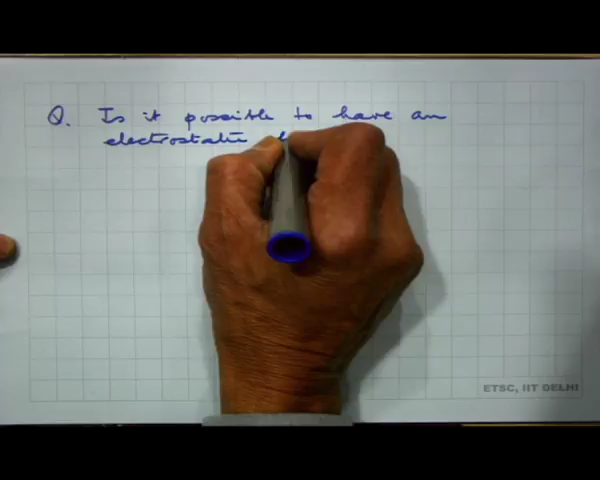 Q. Is it possible to have an
electrostatic
ETSC, IIT DELHI